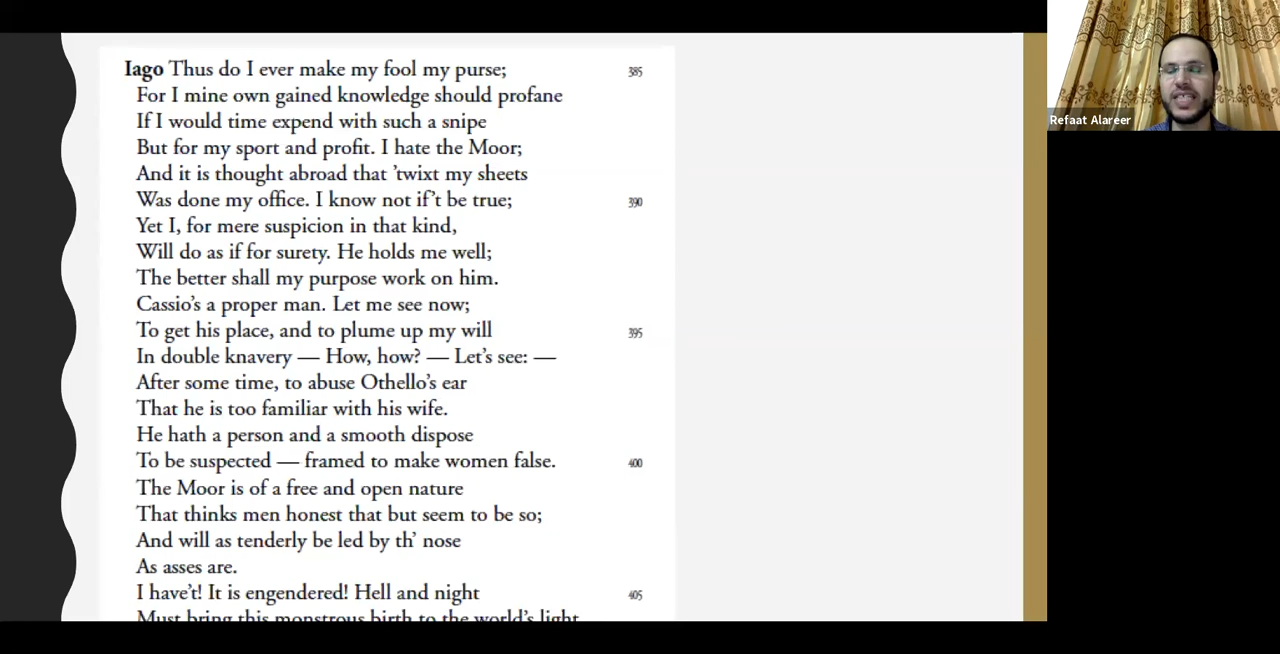 Iago Thus do I ever make my fool my purse; 385
For I mine own gained knowledge should profane
If I would time expend with such a snipe
But for my sport and profit. I hate the Moor;
And it is thought abroad that ’twixt my sheets
Was done my office. I know not if’t be true; 390
Yet I, for mere suspicion in that kind,
Will do as if for surety. He holds me well;
The better shall my purpose work on him.
Cassio’s a proper man. Let me see now;
To get his place, and to plume up my will 395
In double knavery — How, how? — Let’s see: —
After some time, to abuse Othello’s ear
That he is too familiar with his wife.
He hath a person and a smooth dispose
To be suspected — framed to make women false. 400
The Moor is of a free and open nature
That thinks men honest that but seem to be so;
And will as tenderly be led by th’ nose
As asses are.
I have’t! It is engendered! Hell and night 405
Must bring this monstrous birth to the world’s light
Refaat Alareer